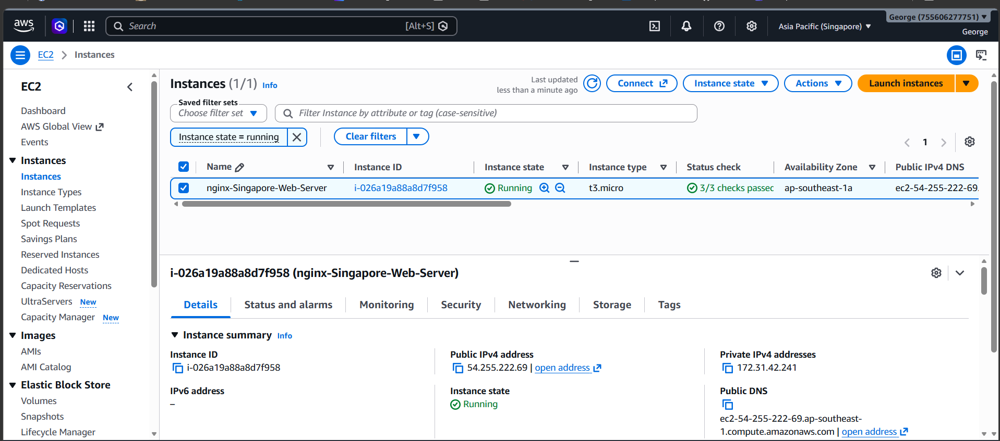 aws
Search [Alt+S]
Asia Pacific (Singapore)
George (755606277751)
George
EC2 Instances
EC2
Dashboard
AWS Global View
Events
Instances
Instances
Instance Types
Launch Templates
Spot Requests
Savings Plans
Reserved Instances
Dedicated Hosts
Capacity Reservations
UltraServers New
Capacity Manager New
Images
AMIs
AMI Catalog
Elastic Block Store
Volumes
Snapshots
Lifecycle Manager
Instances (1/1) Info
Last updated
less than a minute ago
Connect
Instance state
Actions
Launch instances
Saved filter sets
Choose filter set
Filter Instance by attribute or tag (case-sensitive)
Instance state = running
Clear filters
1
Name Instance ID Instance state Instance type Status check Availability Zone Public IPv4 DNS
nginx-Singapore-Web-Server i-026a19a88a8d7f958 Running t3.micro 3/3 checks passec ap-southeast-1a ec2-54-255-222-69.
i-026a19a88a8d7f958 (nginx-Singapore-Web-Server)
Details Status and alarms Monitoring Security Networking Storage Tags
Instance summary Info
Instance ID
i-026a19a88a8d7f958
Public IPv4 address
54.255.222.69 | open address
Private IPv4 addresses
172.31.42.241
IPv6 address
–
Instance state
Running
Public DNS
ec2-54-255-222-69.ap-southeast-
1.compute.amazonaws.com | open address